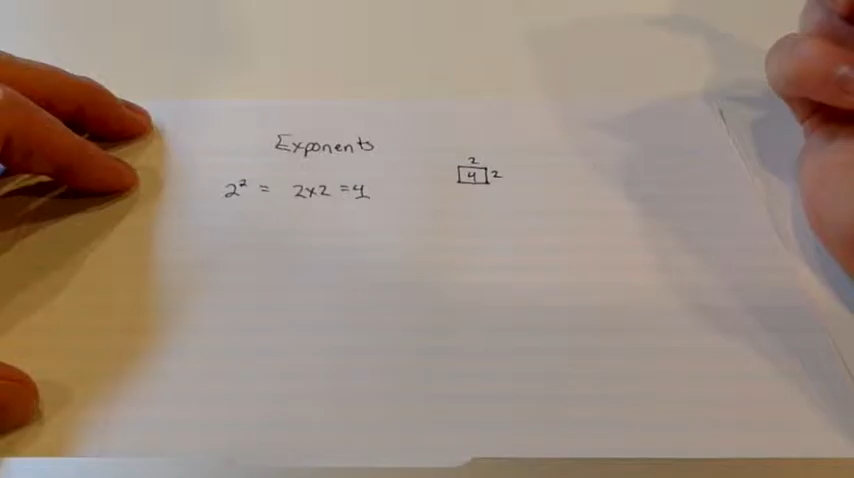 Exponents
2² = 2x2 = 4
2
4 2